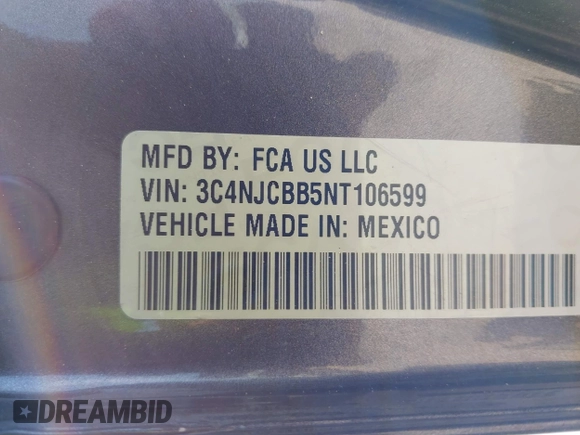 MFD BY: FCA US LLC
VIN: 3C4NJCBB5NT106599
VEHICLE MADE IN: MEXICO
DREAMBID